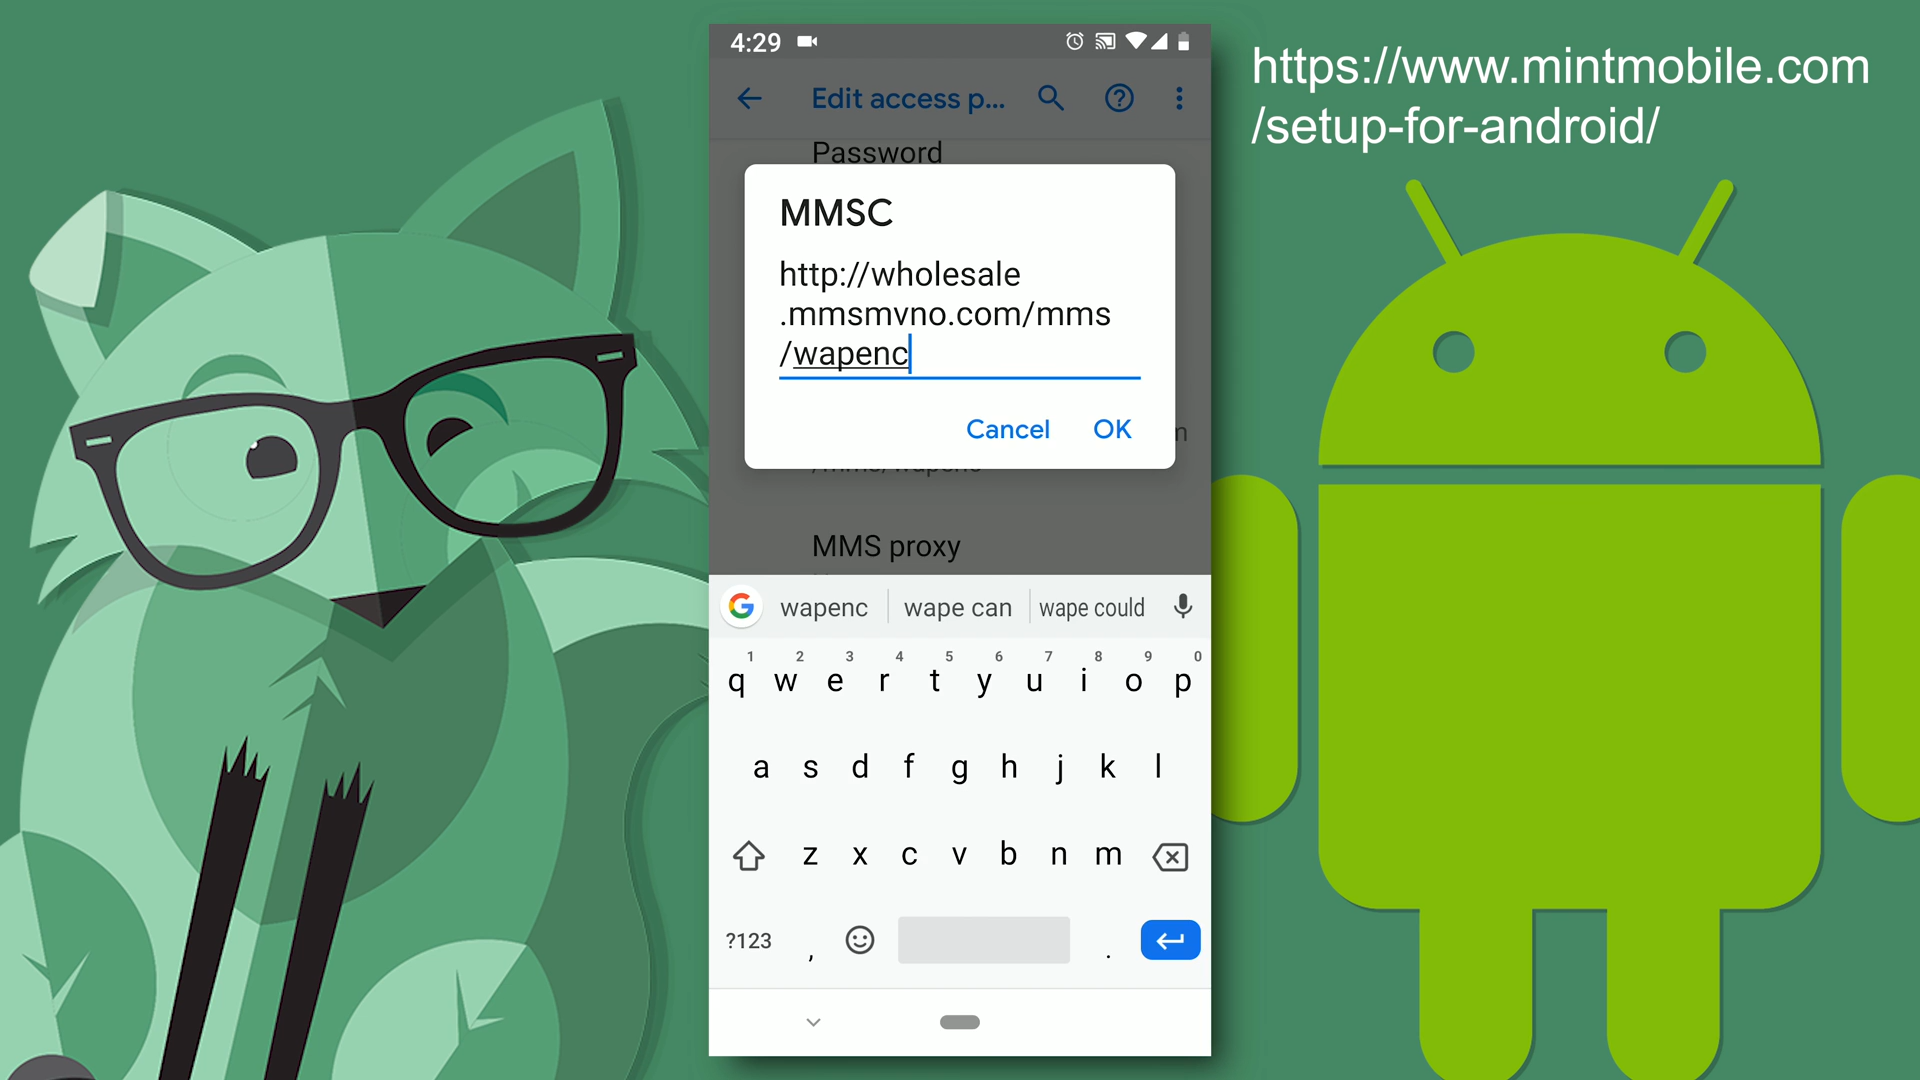 4:29
https://www.mintmobile.com
/setup-for-android/
Edit access p...
Password
MMSC
http://wholesale
.mmsmvno.com/mms
/wapenc
Cancel OK
m
/mms/wapenc
MMS proxy
wapenc wape can wape could
1 2 3 4 5 6 7 8 9 0
q w e r t y u i o p
a s d f g h j k l
z x c v b n m
?123 , .